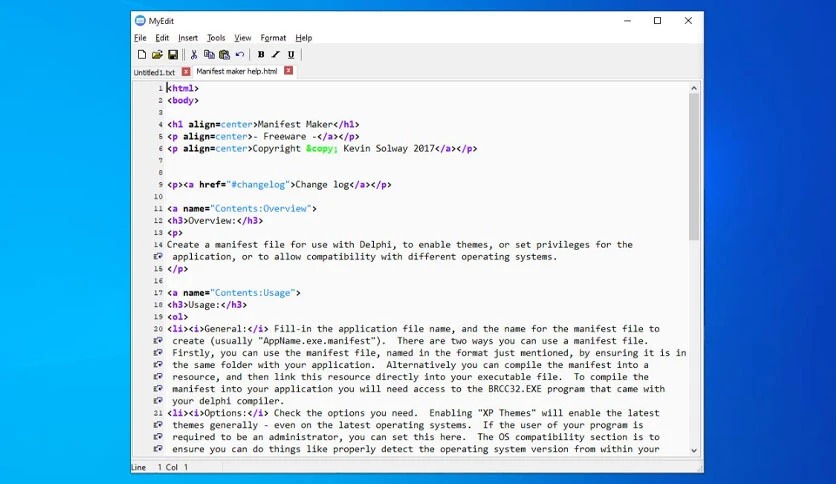 MyEdit
File Edit Insert Tools View Format Help
B I U
Untitled1.txt Manifest maker help.html
1 <html>
2 <body>
3
4 <h1 align=center>Manifest Maker</h1>
5 <p align=center>- Freeware -</a></p>
6 <p align=center>Copyright &copy; Kevin Solway 2017</a></p>
7
8
9 <p><a href="#changelog">Change log</a></p>
10
11 <a name="Contents:Overview">
12 <h3>Overview:</h3>
13 <p>
14 Create a manifest file for use with Delphi, to enable themes, or set privileges for the
application, or to allow compatibility with different operating systems.
15 </p>
16
17 <a name="Contents:Usage">
18 <h3>Usage:</h3>
19 <ol>
20 <li><i>General:</i> Fill-in the application file name, and the name for the manifest file to
create (usually "AppName.exe.manifest"). There are two ways you can use a manifest file.
Firstly, you can use the manifest file, named in the format just mentioned, by ensuring it is in
the same folder with your application. Alternatively you can compile the manifest into a
resource, and then link this resource directly into your executable file. To compile the
manifest into your application you will need access to the BRCC32.EXE program that came with
your delphi compiler.
21 <li><i>Options:</i> Check the options you need. Enabling "XP Themes" will enable the latest
themes generally - even on the latest operating systems. If the user of your program is
required to be an administrator, you can set this here. The OS compatibility section is to
ensure you can do things like properly detect the operating system version from within your
Line 1 Col 1